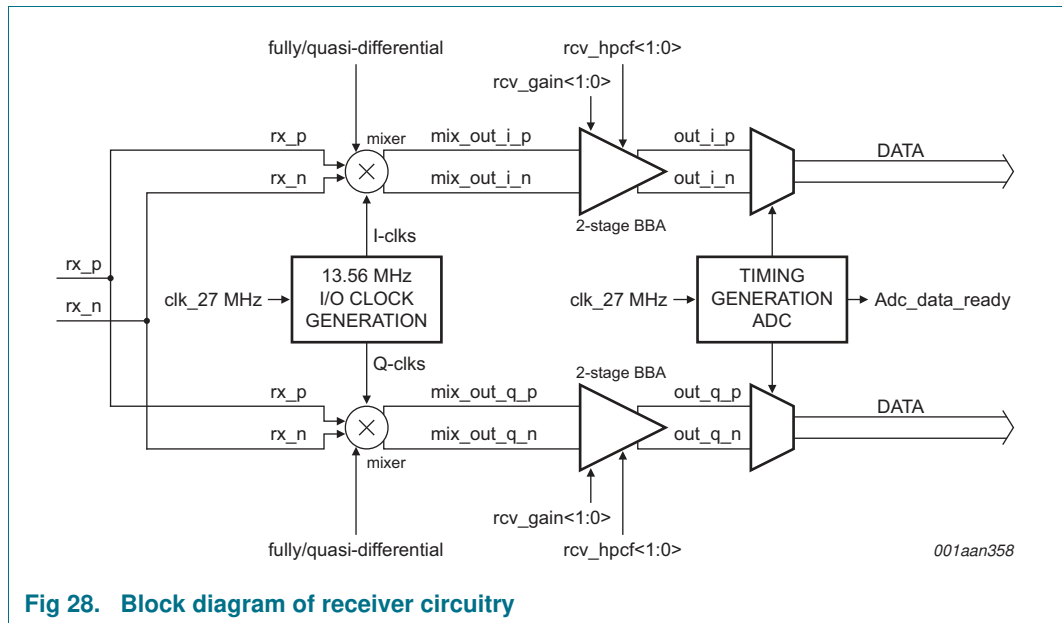 fully/quasi-differential
rcv_hpcf<1:0>
rcv_gain<1:0>
rx_p
mixer
mix_out_i_p
out_i_p
DATA
rx_n
mix_out_i_n
out_i_n
2-stage BBA
I-clks
rx_p
rx_n
clk_27 MHz
13.56 MHz
I/O CLOCK
GENERATION
clk_27 MHz
TIMING
GENERATION
ADC
Adc_data_ready
Q-clks
2-stage BBA
rx_p
mix_out_q_p
out_q_p
DATA
rx_n
mix_out_q_n
out_q_n
mixer
rcv_gain<1:0>
fully/quasi-differential
rcv_hpcf<1:0>
001aan358
Fig 28. Block diagram of receiver circuitry